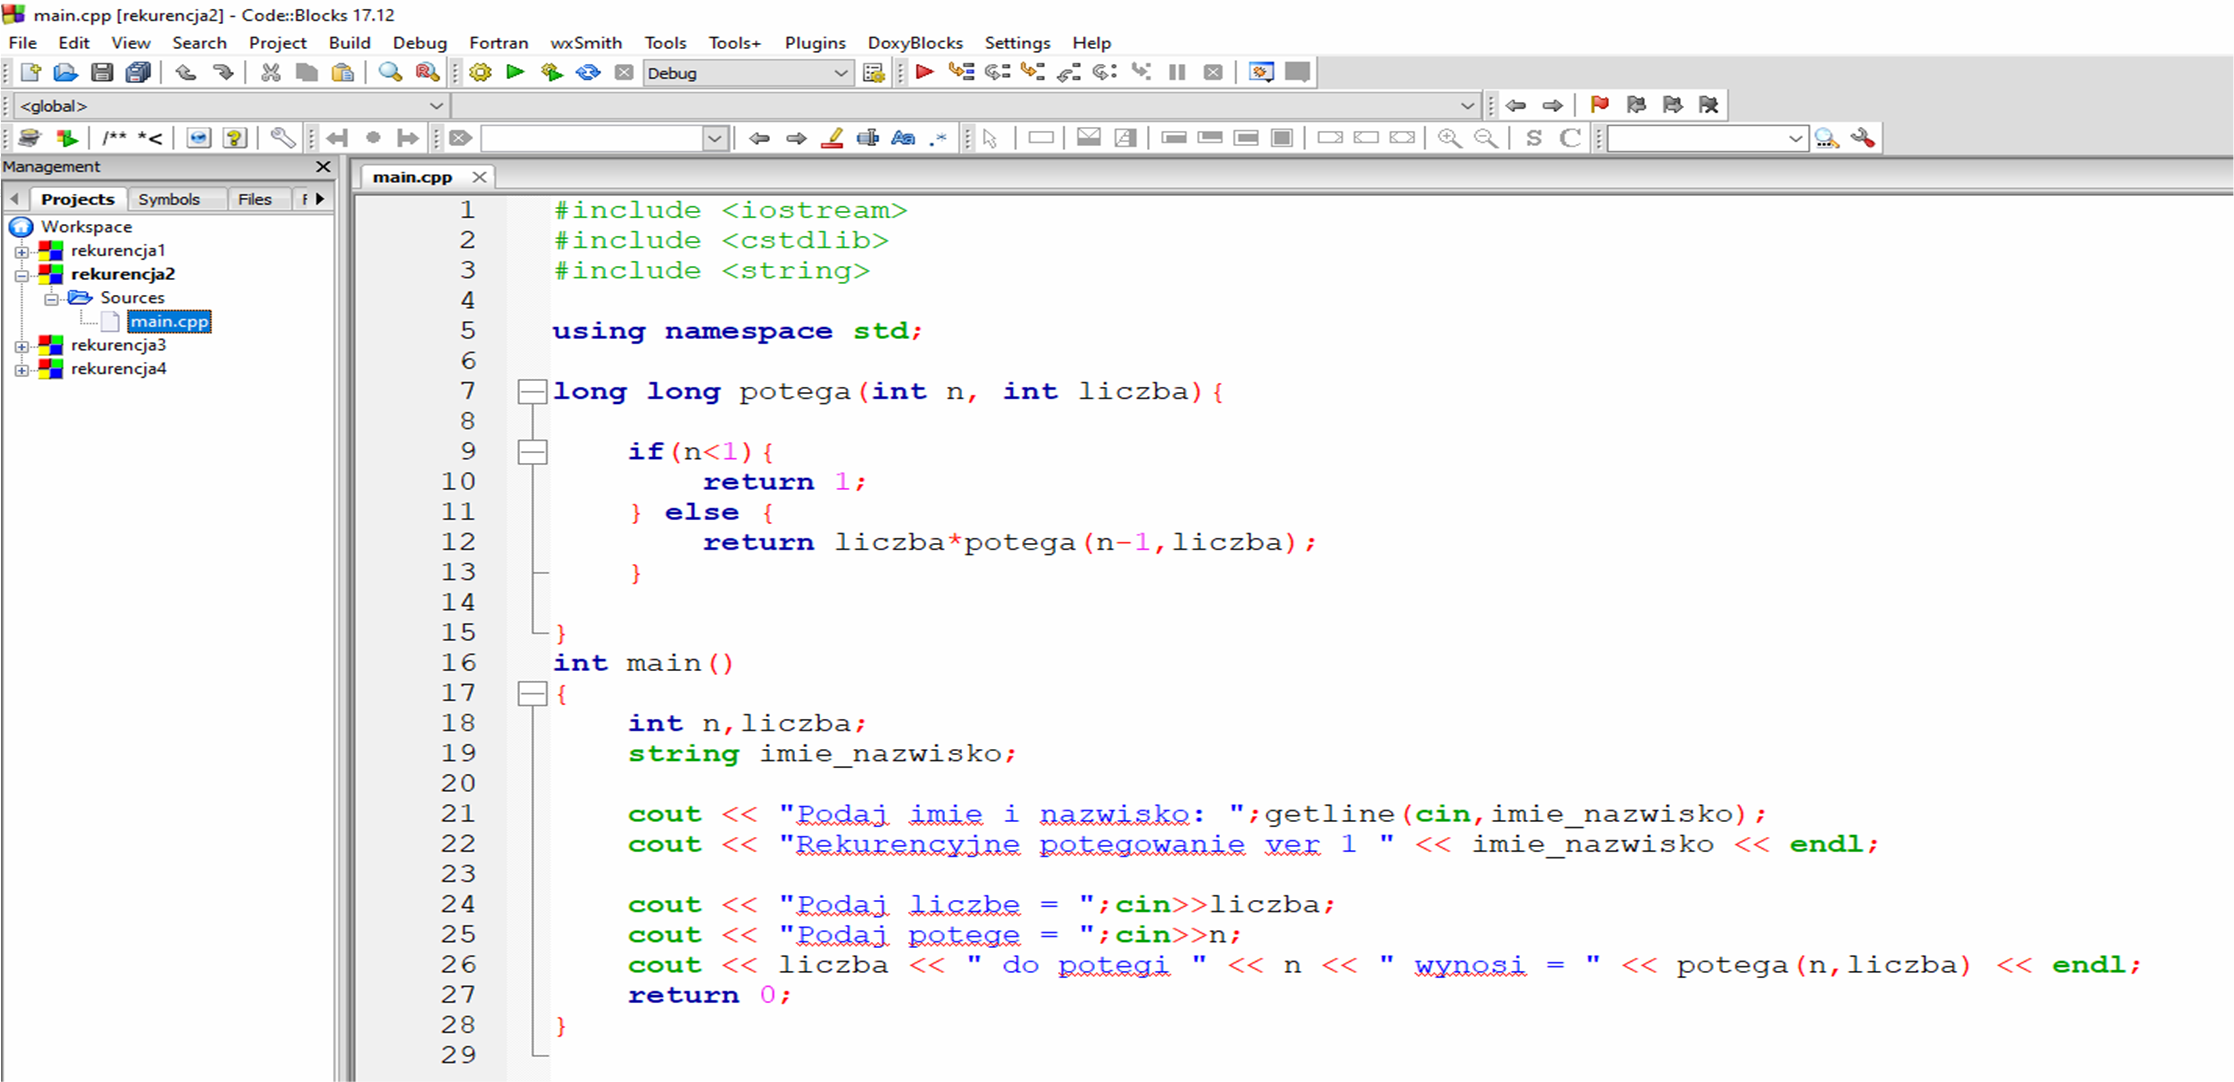 main.cpp [rekurencja2] - Code::Blocks 17.12
File Edit View Search Project Build Debug Fortran wxSmith Tools Tools+ Plugins DoxyBlocks Settings Help
Debug
<global>
/** *<
Aa .* S C
Management
Projects Symbols Files F
Workspace
rekurencja1
rekurencja2
Sources
main.cpp
rekurencja3
rekurencja4
main.cpp
1 #include <iostream>
2 #include <cstdlib>
3 #include <string>
4
5 using namespace std;
6
7 long long potega(int n, int liczba){
8
9 if(n<1){
10 return 1;
11 } else {
12 return liczba*potega(n-1,liczba);
13 }
14
15 }
16 int main()
17 {
18 int n,liczba;
19 string imie_nazwisko;
20
21 cout << "Podaj imie i nazwisko: ";getline(cin,imie_nazwisko);
22 cout << "Rekurencyjne potegowanie ver 1 " << imie_nazwisko << endl;
23
24 cout << "Podaj liczbe = ";cin>>liczba;
25 cout << "Podaj potege = ";cin>>n;
26 cout << liczba << " do potegi " << n << " wynosi = " << potega(n,liczba) << endl;
27 return 0;
28 }
29